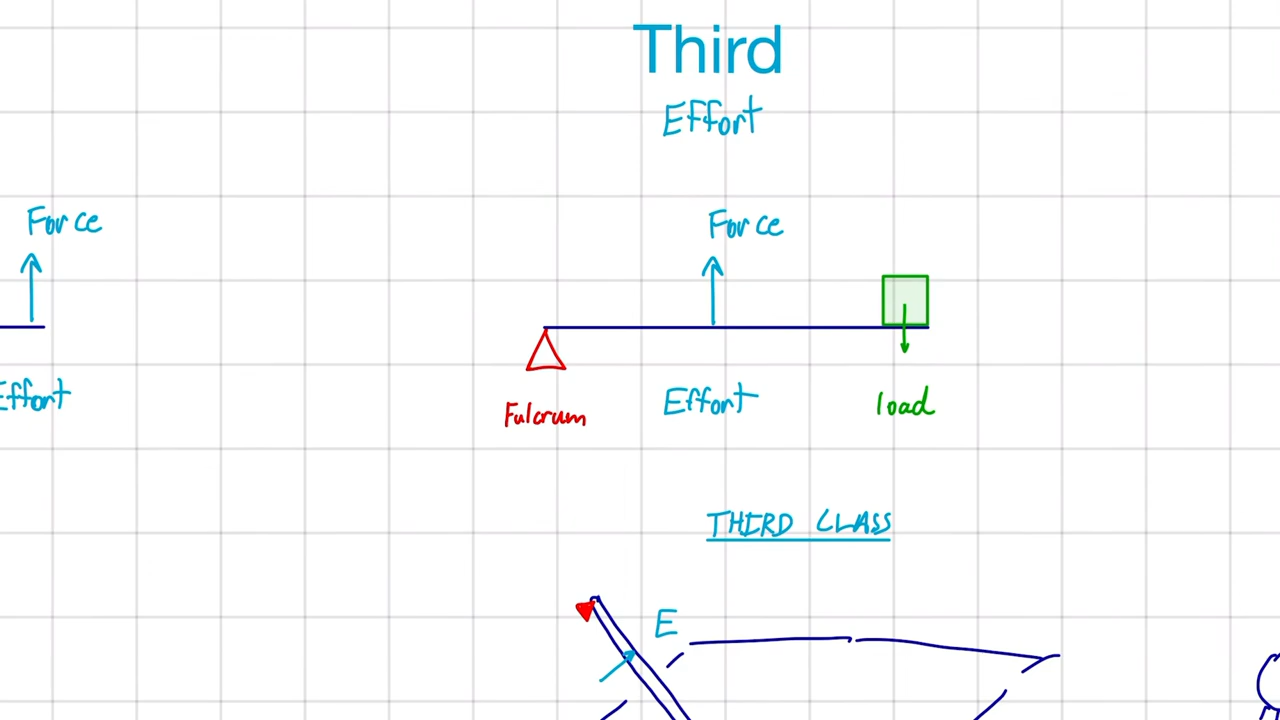 Third
Effort
Force
Force
Effort
Fulcrum
Effort
load
THIRD CLASS
E